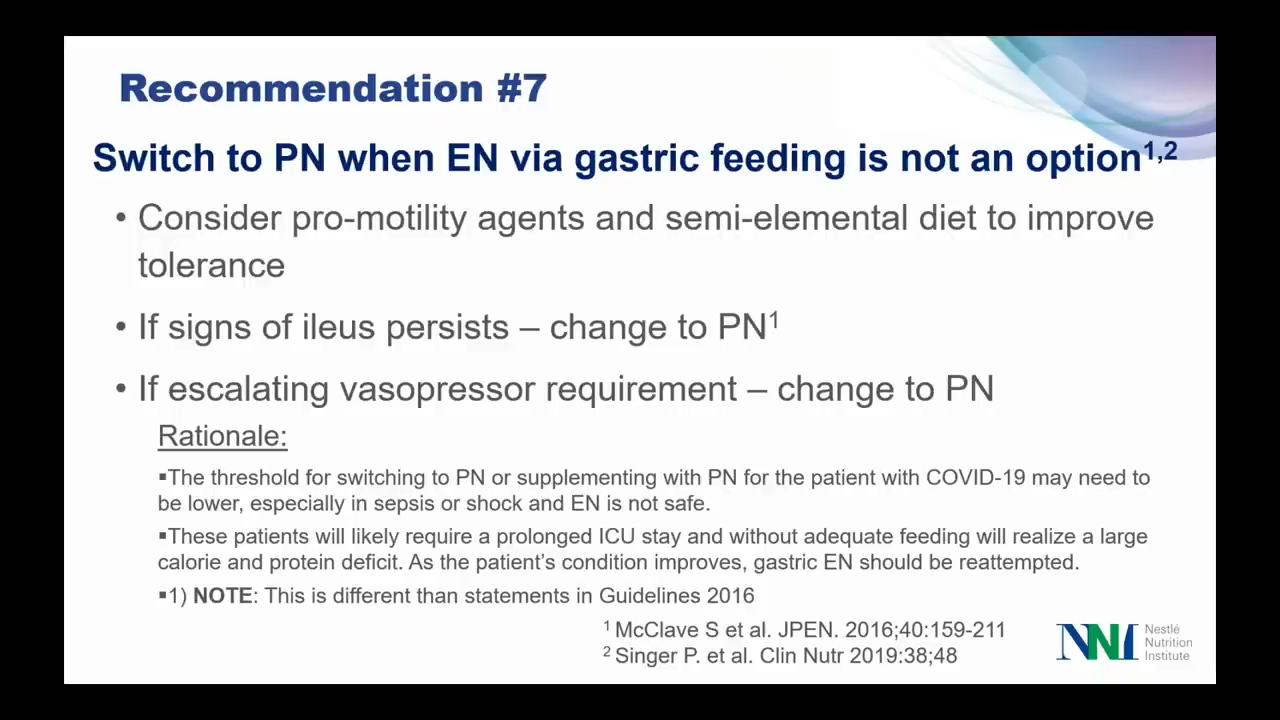 Recommendation #7
Switch to PN when EN via gastric feeding is not an option1,2
• Consider pro-motility agents and semi-elemental diet to improve
tolerance
• If signs of ileus persists – change to PN1
• If escalating vasopressor requirement – change to PN
Rationale:
▪The threshold for switching to PN or supplementing with PN for the patient with COVID-19 may need to
be lower, especially in sepsis or shock and EN is not safe.
▪These patients will likely require a prolonged ICU stay and without adequate feeding will realize a large
calorie and protein deficit. As the patient’s condition improves, gastric EN should be reattempted.
▪1) NOTE: This is different than statements in Guidelines 2016
1 McClave S et al. JPEN. 2016;40:159-211
2 Singer P. et al. Clin Nutr 2019:38;48
NNI
Nestlé
Nutrition
Institute